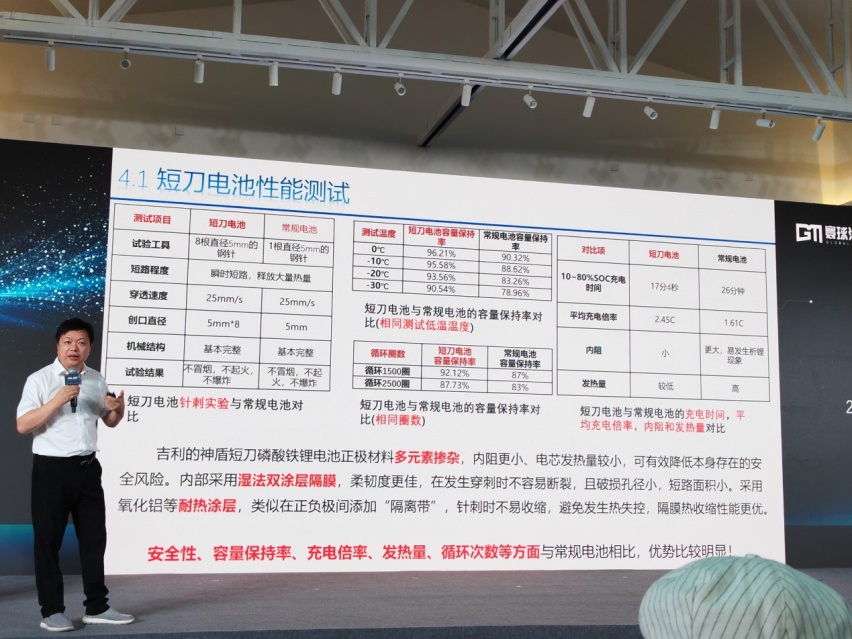 4.1 短刀电池性能测试
测试项目 短刀电池 常规电池
试验工具 8根直径5mm的钢针 1根直径5mm的钢针
短路程度 瞬时短路，释放大量热量
穿透速度 25mm/s 25mm/s
创口直径 5mm*8 5mm
机械结构 基本完整 基本完整
试验结果 不冒烟，不起火，不爆炸 不冒烟，不起火，不爆炸
短刀电池针刺实验与常规电池对
比
测试温度 短刀电池容量保持率 常规电池容量保持率
0℃ 96.21% 90.32%
-10℃ 95.58% 88.62%
-20℃ 93.56% 83.26%
-30℃ 90.54% 78.96%
短刀电池与常规电池的容量保持率对
比(相同测试低温温度)
循环圈数 短刀电池容量保持率 常规电池容量保持率
循环1500圈 92.12% 87%
循环2500圈 87.73% 83%
短刀电池与常规电池的容量保持率对
比(相同圈数)
对比项 短刀电池 常规电池
10~80%SOC充电时间 17分4秒 26分钟
平均充电倍率 2.45C 1.61C
内阻 小 更大，易发生析锂现象
发热量 较低 高
短刀电池与常规电池的充电时间，平
均充电倍率，内阻和发热量对比
吉利的神盾短刀磷酸铁锂电池正极材料多元素掺杂，内阻更小、电芯发热量较小，可有效降低本身存在的安
全风险。内部采用湿法双涂层隔膜，柔韧度更佳，在发生穿刺时不容易断裂，且破损孔径小，短路面积小。采用
氧化铝等耐热涂层，类似在正负极间添加“隔离带”，针刺时不易收缩，避免发生热失控，隔膜热收缩性能更优。
安全性、容量保持率、充电倍率、发热量、循环次数等方面与常规电池相比，优势比较明显！
GM 寰球汽
GLOBAL
2